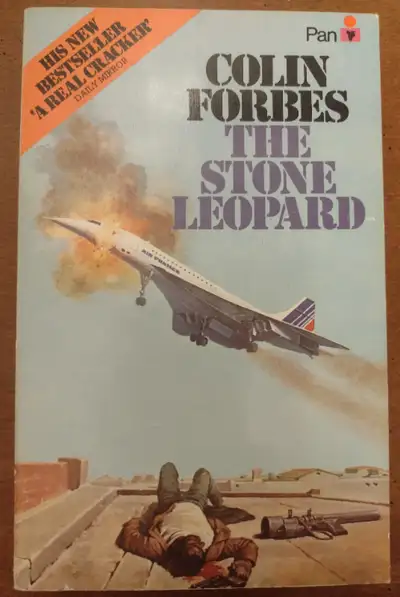 HIS NEW
BESTSELLER
'A REAL CRACKER'
DAILY MIRROR
Pan
COLIN
FORBES
THE
STONE
LEOPARD
AIR FRANCE